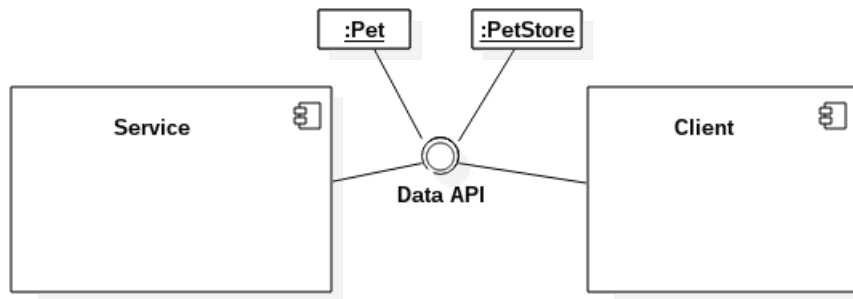 :Pet
:PetStore
Service
Client
Data API